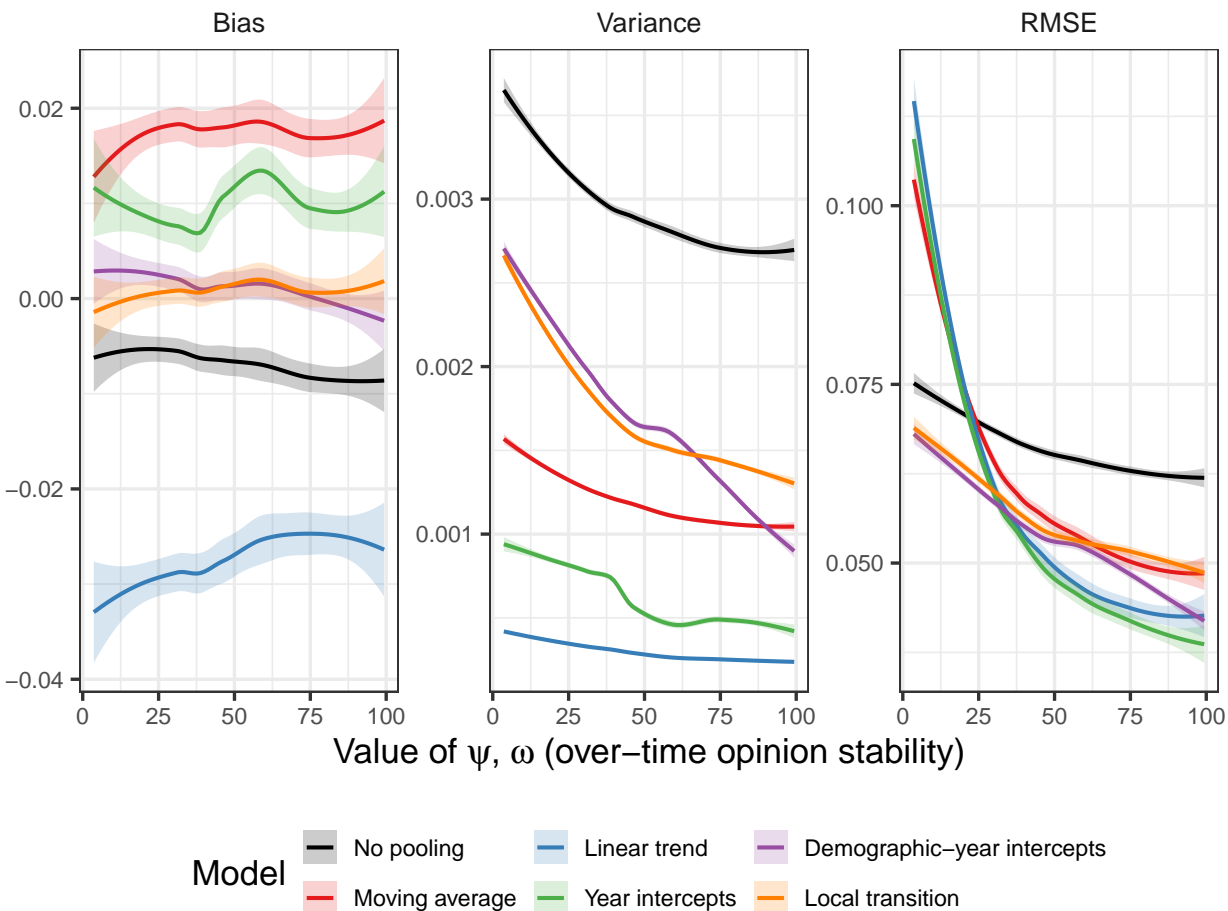 Bias Variance RMSE
0.02
0.00
−0.02
−0.04
0.003
0.002
0.001
0.100
0.075
0.050
0 25 50 75 100 0 25 50 75 100 0 25 50 75 100
Value of ψ, ω (over−time opinion stability)
Model
No pooling Linear trend Demographic−year intercepts
Moving average Year intercepts Local transition